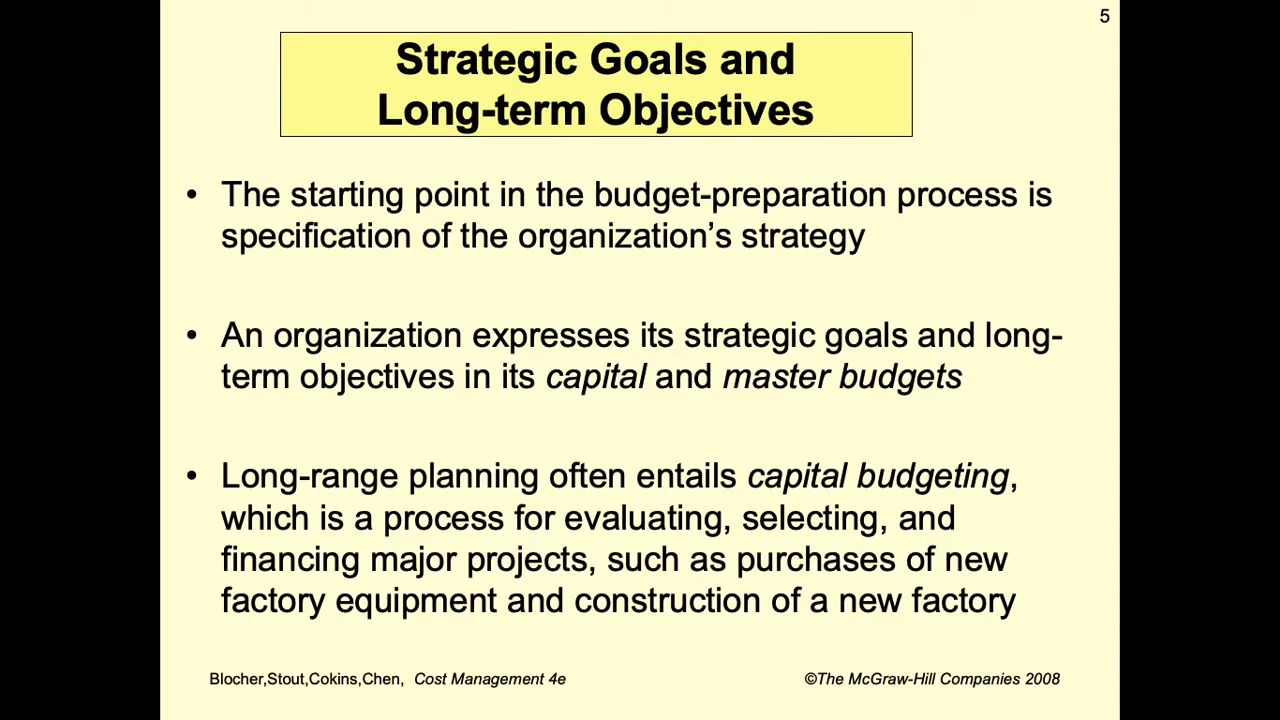 5
Strategic Goals and
Long-term Objectives
• The starting point in the budget-preparation process is
specification of the organization’s strategy
• An organization expresses its strategic goals and long-
term objectives in its capital and master budgets
• Long-range planning often entails capital budgeting,
which is a process for evaluating, selecting, and
financing major projects, such as purchases of new
factory equipment and construction of a new factory
Blocher,Stout,Cokins,Chen, Cost Management 4e ©The McGraw-Hill Companies 2008